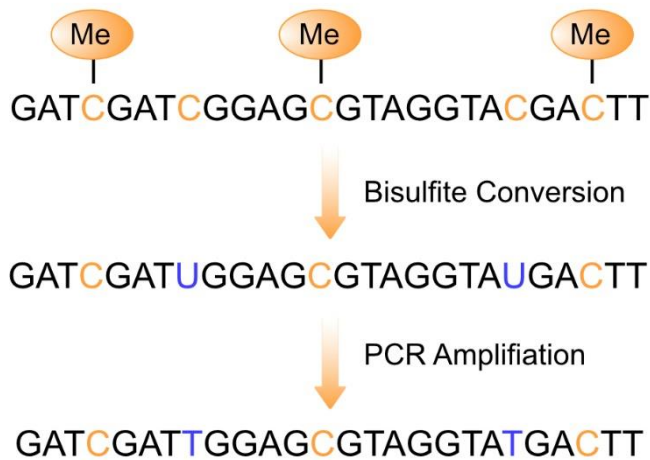 Me Me Me
GATCGATCGGAGCGTAGGTACGACTT
Bisulfite Conversion
GATCGATUGGAGCGTAGGTAUGACTT
PCR Amplifiation
GATCGATTGGAGCGTAGGTATGACTT